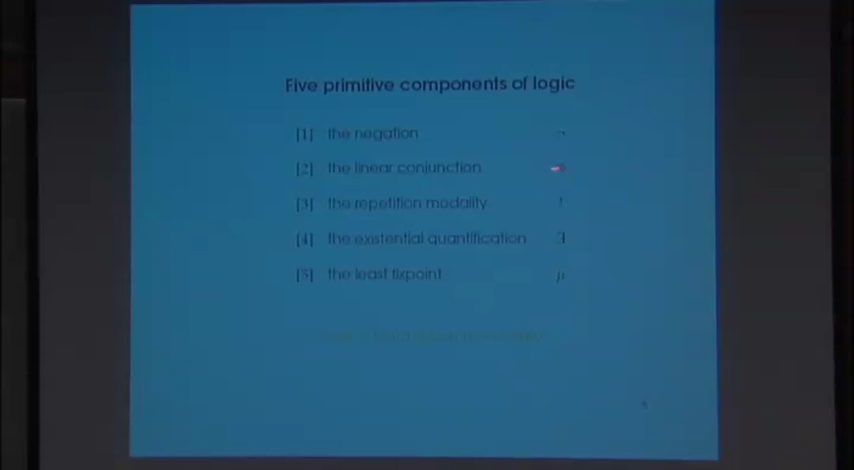 Five primitive components of logic
[1] the negation ¬
[2] the linear conjunction
[3] the repetition modality !
[4] the existential quantification ∃
[5] the least fixpoint μ